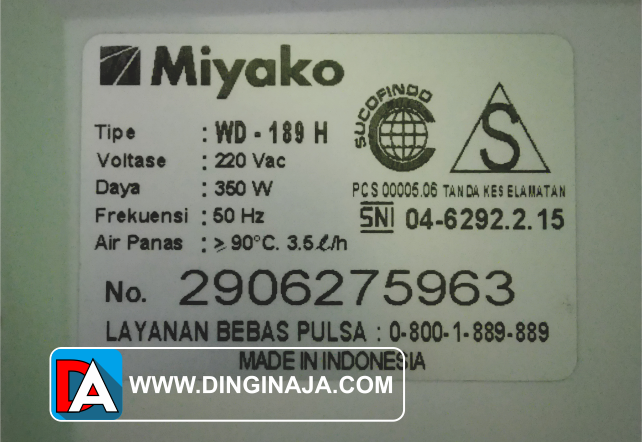 Miyako
SUCOFINDO
S
Tipe : WD - 189 H
Voltase : 220 Vac
Daya : 350 W
Frekuensi : 50 Hz
Air Panas : ≥ 90°C. 3.5ℓ/h
PCS 00005.06 TANDA KESELAMATAN
SNI 04-6292.2.15
No. 2906275963
LAYANAN BEBAS PULSA : 0-800-1-889-889
MADE IN INDONESIA
DA WWW.DINGINAJA.COM